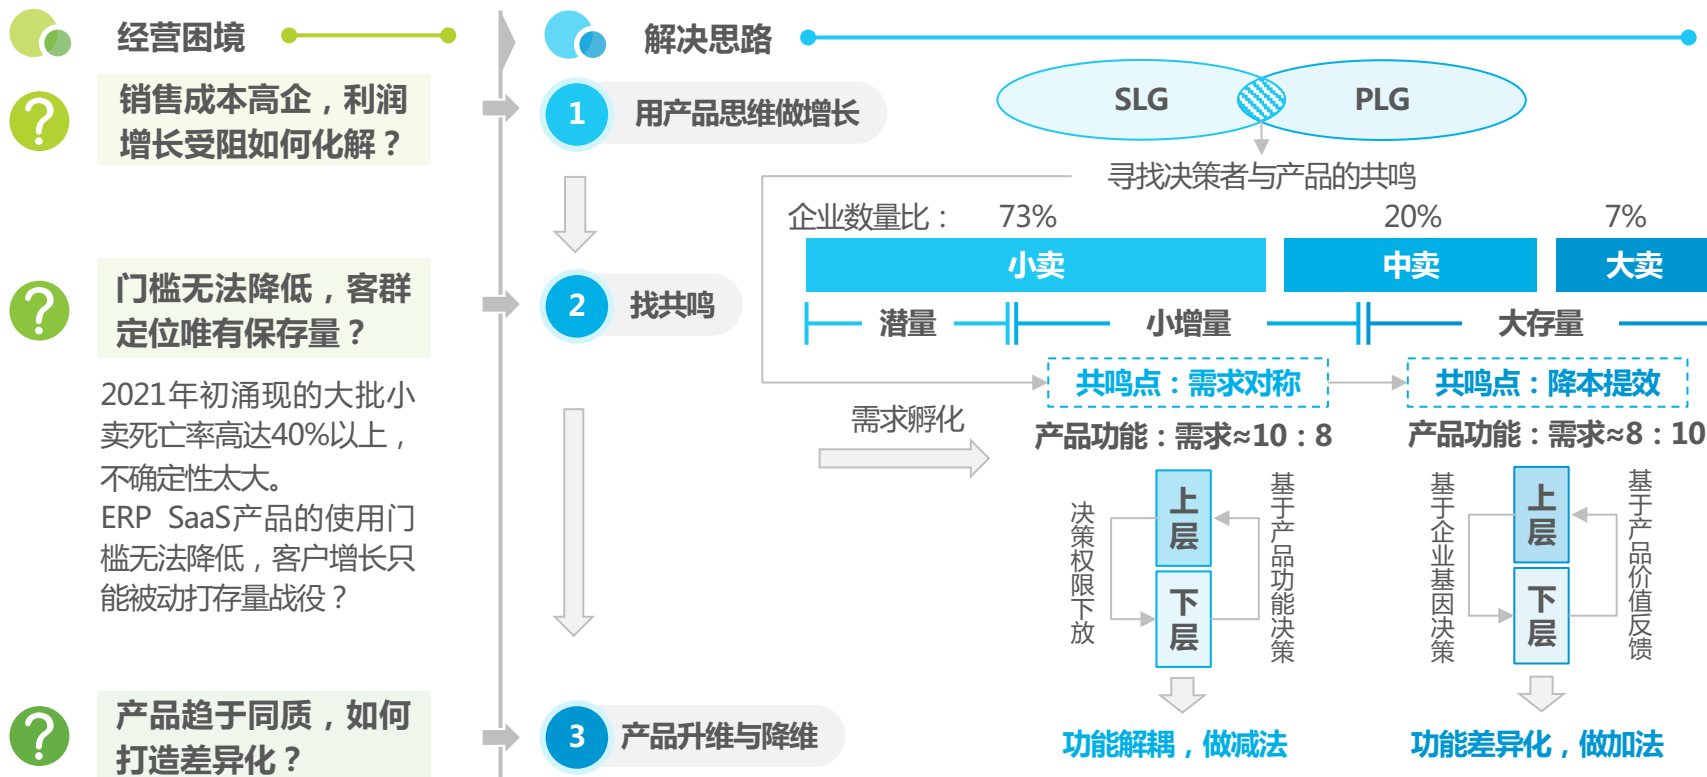 经营困境
解决思路
销售成本高企，利润
增长受阻如何化解？
1
用产品思维做增长
SLG
PLG
寻找决策者与产品的共鸣
企业数量比：
73%
20%
7%
小卖
中卖
大卖
门槛无法降低，客群
定位唯有保存量？
2
找共鸣
潜量
小增量
大存量
2021年初涌现的大批小
卖死亡率高达40%以上，
不确定性太大。
ERP SaaS产品的使用门
槛无法降低，客户增长只
能被动打存量战役？
共鸣点：需求对称
共鸣点：降本提效
需求孵化
产品功能：需求≈10：8
产品功能：需求≈8：10
决策权限下放
上层
下层
基于产品功能决策
基于企业基因决策
上层
下层
基于产品价值反馈
产品趋于同质，如何
打造差异化？
3
产品升维与降维
功能解耦，做减法
功能差异化，做加法